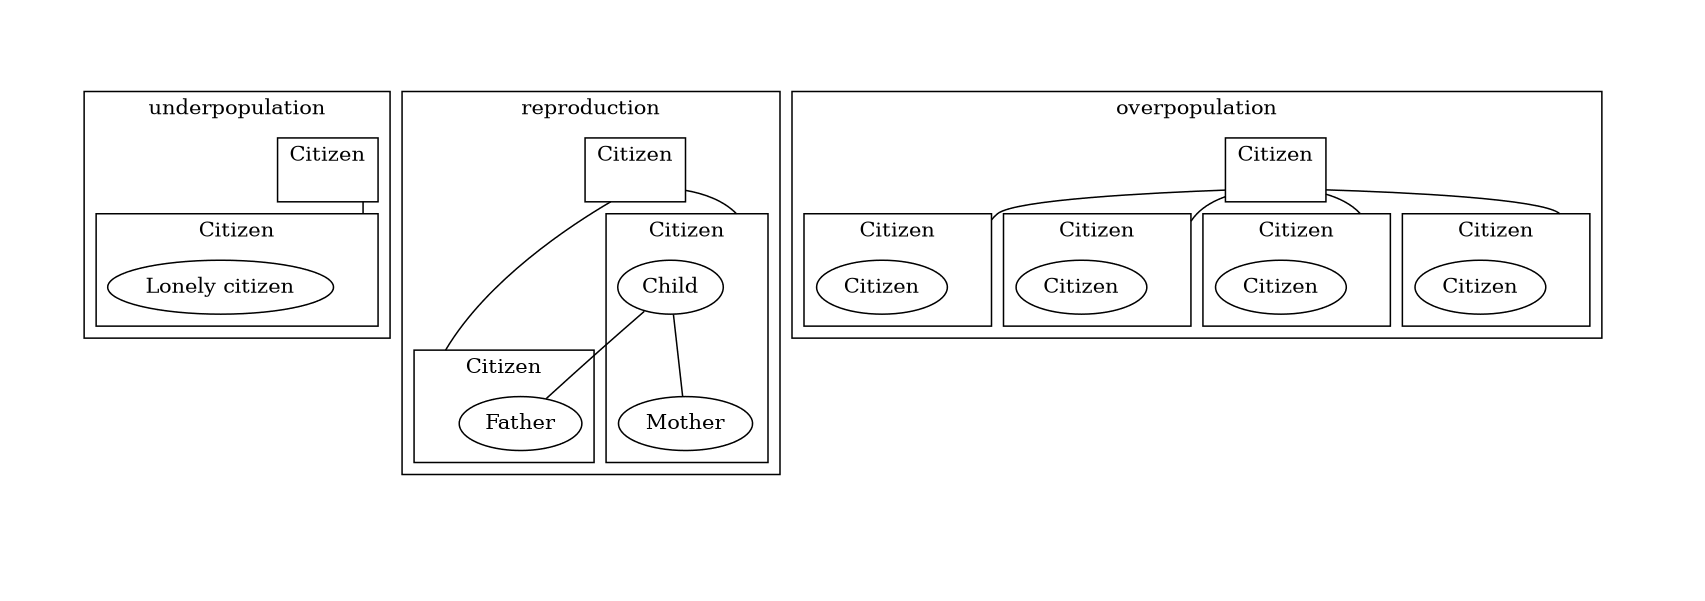 underpopulation
Citizen
Citizen
Lonely citizen
reproduction
Citizen
Citizen
Child
Citizen
Father
Mother
overpopulation
Citizen
Citizen
Citizen
Citizen
Citizen
Citizen
Citizen
Citizen
Citizen